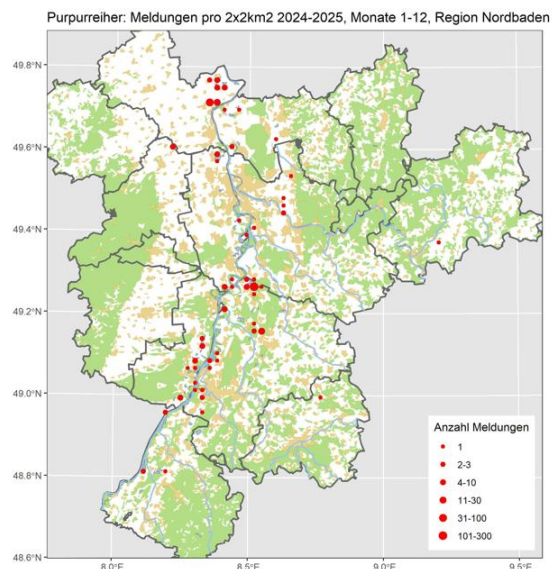 Purpurreiher: Meldungen pro 2x2km2 2024-2025, Monate 1-12, Region Nordbaden
49.8°N
49.6°N
49.4°N
49.2°N
49.0°N
48.8°N
48.6°N
8.0°E
8.5°E
9.0°E
9.5°E
Anzahl Meldungen
1
2-3
4-10
11-30
31-100
101-300